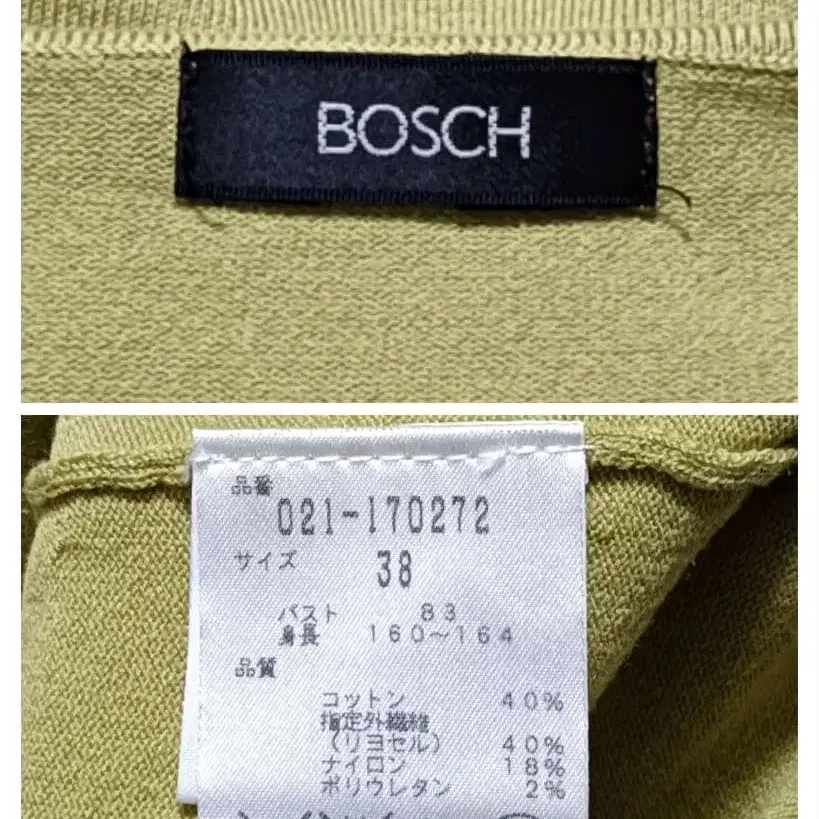 BOSCH
品番
021-170272
サイズ 38
バスト 83
身長 160〜164
品質
コットン 40%
指定外繊維
(リヨセル) 40%
ナイロン 18%
ポリウレタン 2%